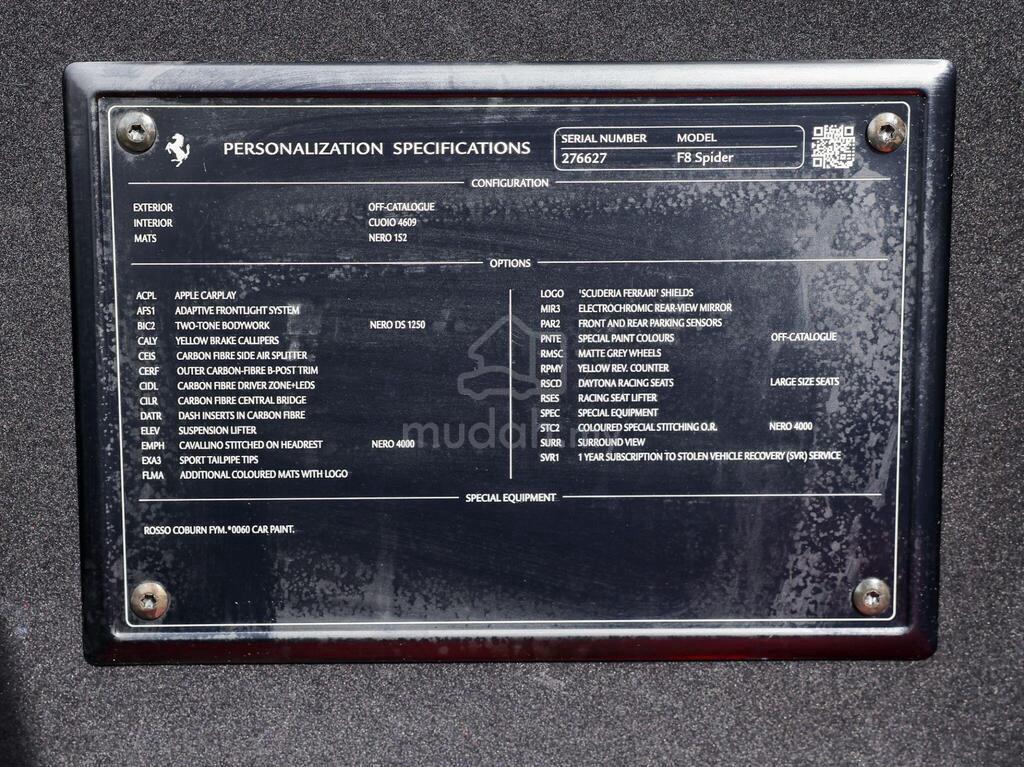 PERSONALIZATION SPECIFICATIONS
SERIAL NUMBER MODEL
276627 F8 Spider
CONFIGURATION
EXTERIOR OFF-CATALOGUE
INTERIOR CUOIO 4609
MATS NERO 152
OPTIONS
ACPL APPLE CARPLAY
AFS1 ADAPTIVE FRONTLIGHT SYSTEM
BIC2 TWO-TONE BODYWORK NERO DS 1250
CALY YELLOW BRAKE CALLIPERS
CEIS CARBON FIBRE SIDE AIR SPLITTER
CERF OUTER CARBON-FIBRE B-POST TRIM
CIDL CARBON FIBRE DRIVER ZONE+LEDS
CILR CARBON FIBRE CENTRAL BRIDGE
DATR DASH INSERTS IN CARBON FIBRE
ELEV SUSPENSION LIFTER
EMPH CAVALLINO STITCHED ON HEADREST NERO 4000
EXA3 SPORT TAILPIPE TIPS
FLMA ADDITIONAL COLOURED MATS WITH LOGO
LOGO 'SCUDERIA FERRARI' SHIELDS
MIR3 ELECTROCHROMIC REAR-VIEW MIRROR
PAR2 FRONT AND REAR PARKING SENSORS
PNTE SPECIAL PAINT COLOURS OFF-CATALOGUE
RMSC MATTE GREY WHEELS
RPMY YELLOW REV. COUNTER
RSCD DAYTONA RACING SEATS LARGE SIZE SEATS
RSES RACING SEAT LIFTER
SPEC SPECIAL EQUIPMENT
STC2 COLOURED SPECIAL STITCHING O.R. NERO 4000
SURR SURROUND VIEW
SVR1 1 YEAR SUBSCRIPTION TO STOLEN VEHICLE RECOVERY (SVR) SERVICE
SPECIAL EQUIPMENT
ROSSO COBURN FYM.*0060 CAR PAINT.